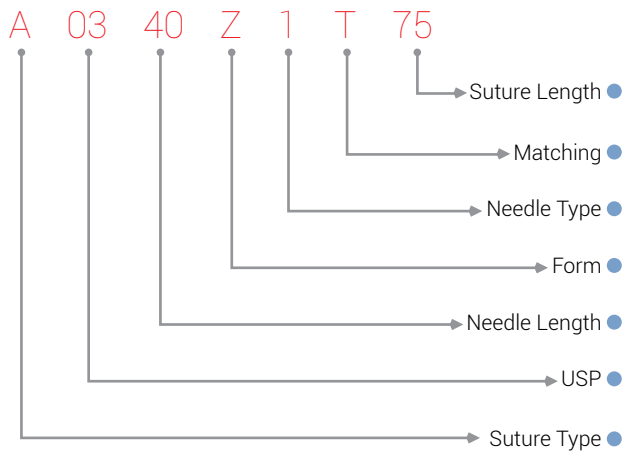 A 03 40 Z 1 T 75
Suture Length
Matching
Needle Type
Form
Needle Length
USP
Suture Type